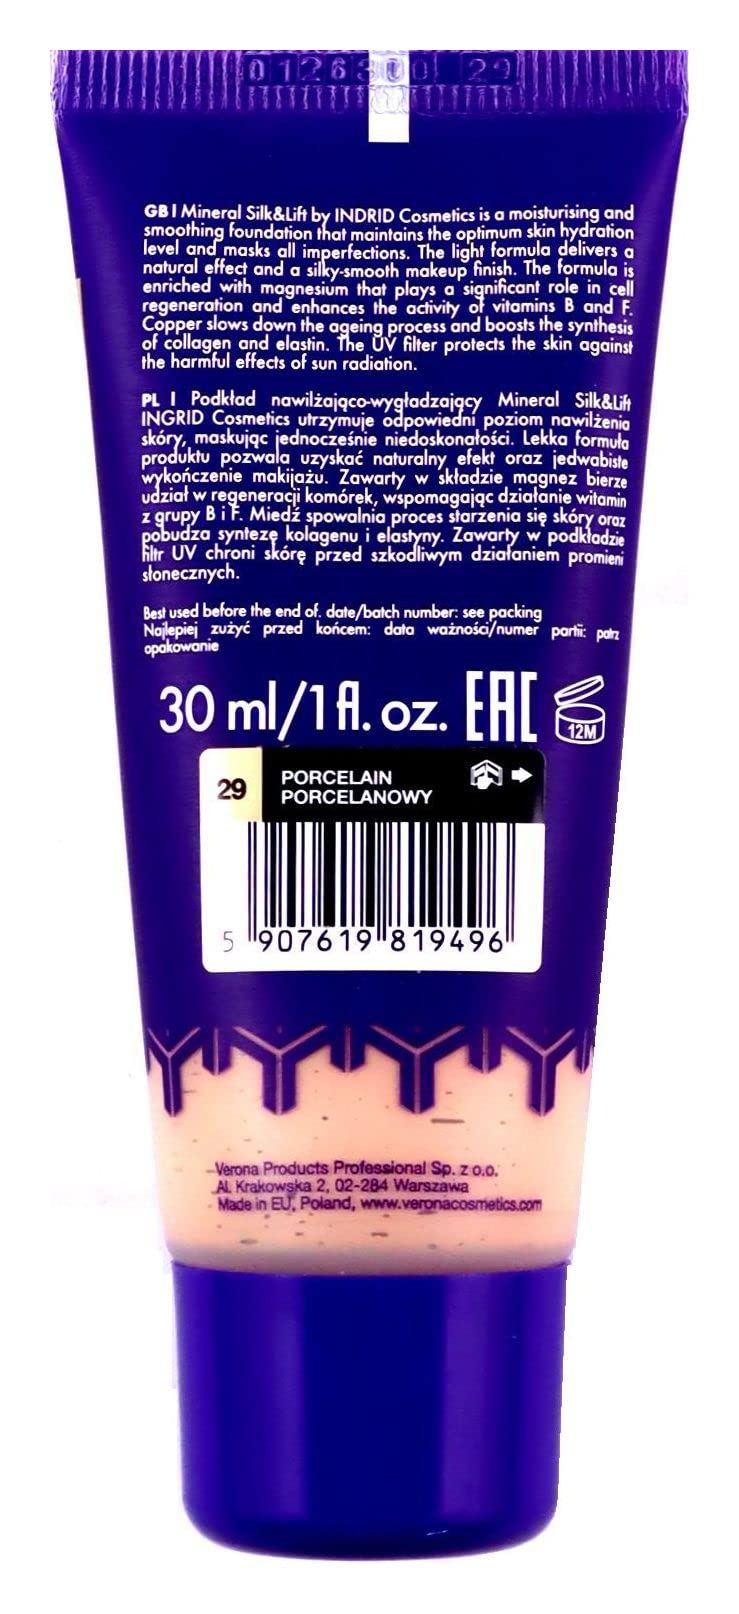 GB | Mineral Silk&Lift by INDRID Cosmetics is a moisturising and
smoothing foundation that maintains the optimum skin hydration
level and masks all imperfections. The light formula delivers a
natural effect and a silky-smooth makeup finish. The formula is
enriched with magnesium that plays a significant role in cell
regeneration and enhances the activity of vitamins B and F.
Copper slows down the ageing process and boosts the synthesis
of collagen and elastin. The UV filter protects the skin against
the harmful effects of sun radiation.
PL | Podkład nawilżająco-wygładzający Mineral Silk&Lift
INGRID Cosmetics utrzymuje odpowiedni poziom nawilżenia
skóry, maskując jednocześnie niedoskonałości. Lekka formuła
produktu pozwala uzyskać naturalny efekt oraz jedwabiste
wykończenie makijażu. Zawarty w składzie magnez bierze
udział w regeneracji komórek, wspomagając działanie witamin
z grupy B i F. Miedź spowalnia proces starzenia się skóry oraz
pobudza syntezę kolagenu i elastyny. Zawarty w podkładzie
filtr UV chroni skórę przed szkodliwym działaniem promieni
słonecznych.
Best used before the end of. date/batch number: see packing
Najlepiej zużyć przed końcem: data ważności/numer partii: patrz
opakowanie
30 ml/1 fl. oz. EAC 12M
29 PORCELAIN
PORCELANOWY
5 907619 819496
Verona Products Professional Sp. z o.o.
Al. Krakowska 2, 02-284 Warszawa
Made in EU, Poland, www.veronacosmetics.com